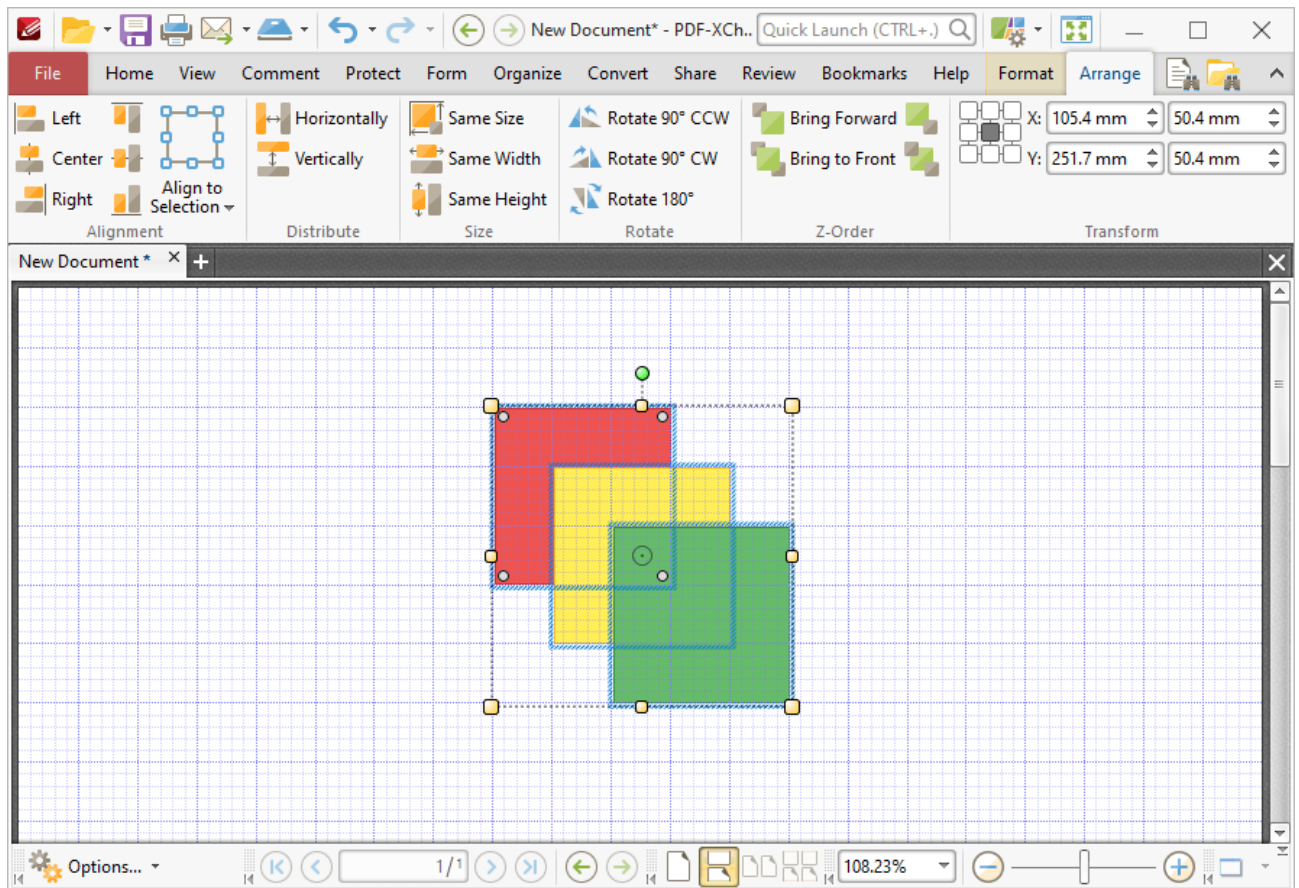 New Document* - PDF-XCh.. Quick Launch (CTRL+.)
File Home View Comment Protect Form Organize Convert Share Review Bookmarks Help Format Arrange
Left Horizontally Same Size Rotate 90° CCW Bring Forward X: 105.4 mm 50.4 mm
Center Vertically Same Width Rotate 90° CW Bring to Front Y: 251.7 mm 50.4 mm
Right Align to Selection Same Height Rotate 180°
Alignment Distribute Size Rotate Z-Order Transform
New Document *
Options... 1/1 108.23%